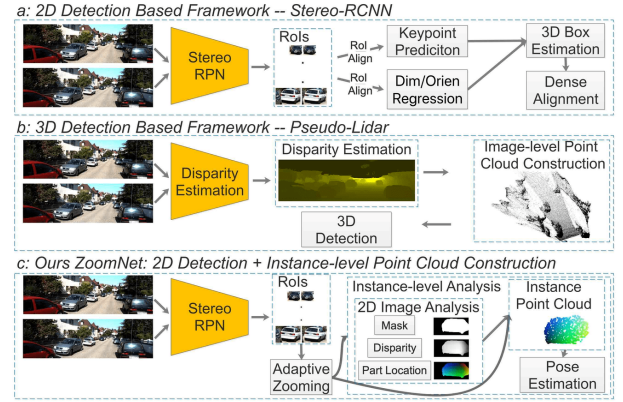 a: 2D Detection Based Framework -- Stereo-RCNN
Stereo
RPN
RoIs
RoI
Align
RoI
Align
Keypoint
Prediciton
Dim/Orien
Regression
3D Box
Estimation
Dense
Alignment
b: 3D Detection Based Framework -- Pseudo-Lidar
Disparity
Estimation
Disparity Estimation
Image-level Point
Cloud Construction
3D
Detection
c: Ours ZoomNet: 2D Detection + Instance-level Point Cloud Construction
Stereo
RPN
RoIs
Adaptive
Zooming
Instance-level Analysis
2D Image Analysis
Mask
Disparity
Part Location
Instance
Point Cloud
Pose
Estimation